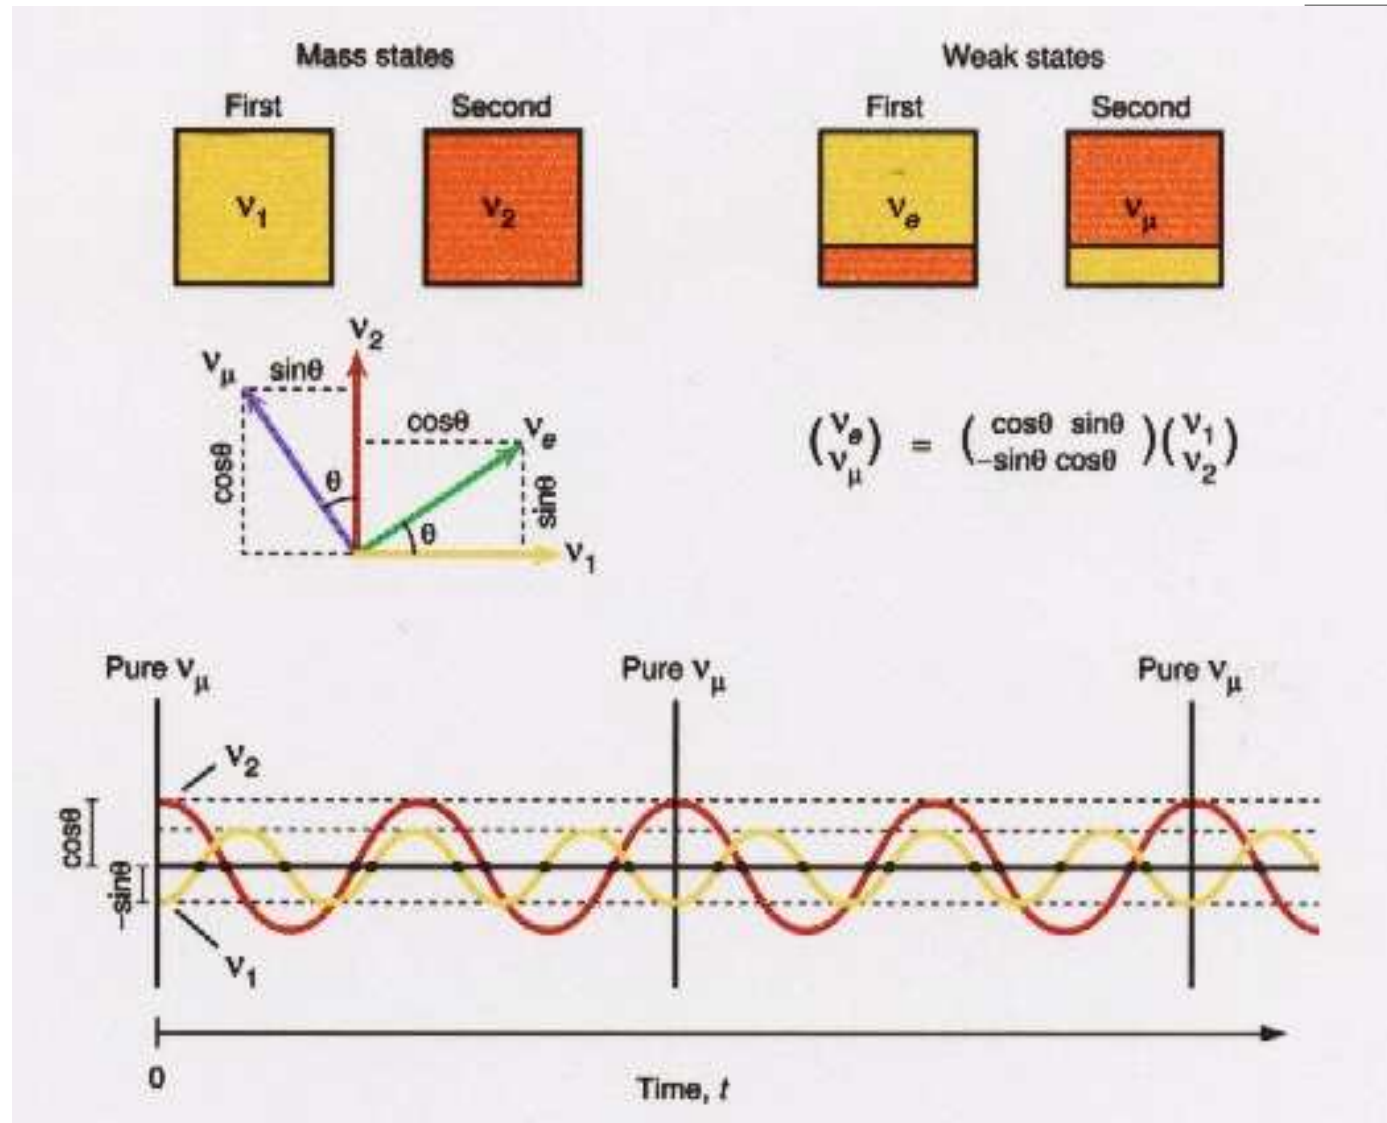 Mass states
Weak states
First
Second
First
Second
ν1
ν2
νe
νμ
ν2
νμ
sinθ
cosθ
νe
cosθ
θ
θ
sinθ
ν1
(νe νμ) = (cosθ sinθ -sinθ cosθ)(ν1 ν2)
Pure νμ
Pure νμ
Pure νμ
ν2
cosθ
-sinθ
ν1
0
Time, t